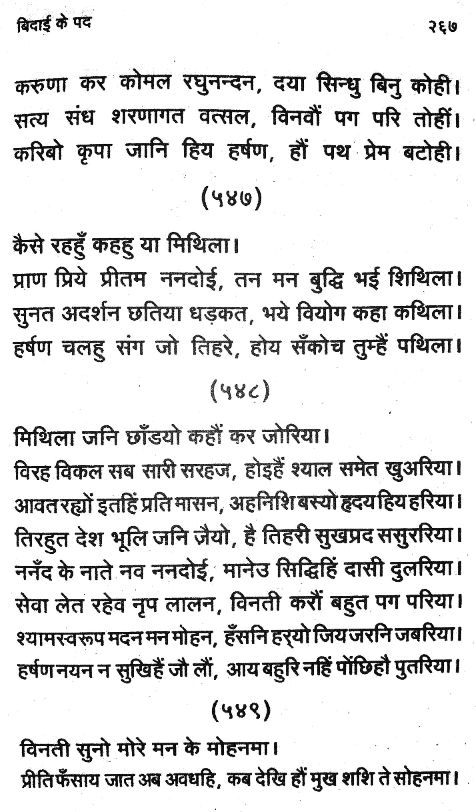 बिदाई के पद
२६७
करुणा कर कोमल रघुनन्दन, दया सिन्धु बिनु कोही।
सत्य संध शरणागत वत्सल, विनवौं पग परि तोहीं।
करिबो कृपा जानि हिय हर्षण, हौं पथ प्रेम बटोही।
(५४७)
कैसे रहहुँ कहहु या मिथिला।
प्राण प्रिये प्रीतम ननदोई, तन मन बुद्धि भई शिथिला।
सुनत अदर्शन छतिया धड़कत, भये वियोग कहा कथिला।
हर्षण चलहु संग जो तिहरे, होय सँकोच तुम्हैं पथिला।
(५४८)
मिथिला जनि छाँडयो कहौं कर जोरिया।
विरह विकल सब सारी सरहज, होइहैं श्याल समेत खुअरिया।
आवत रह्यों इतहिं प्रति मासन, अहनिशि बस्यो हृदय हिय हरिया।
तिरहुत देश भूलि जनि ज़ैयो, है तिहरी सुखप्रद ससुररिया।
ननँद के नाते नव ननदोई, मानेउ सिद्धिहिं दासी दुलरिया।
सेवा लेत रहेव नृप लालन, विनती करौं बहुत पग परिया।
श्यामस्वरूप मदन मन मोहन, हँसनि हर्‌यो जिय जरनि जबरिया।
हर्षण नयन न सुखिहैं जौ लौं, आय बहुरि नहिं पोंछिहौ पुतरिया।
(५४९)
विनती सुनो मोरे मन के मोहनमा।
प्रीति फँसाय जात अब अवधहि, कब देखि हौं मुख शशि ते सोहनमा।